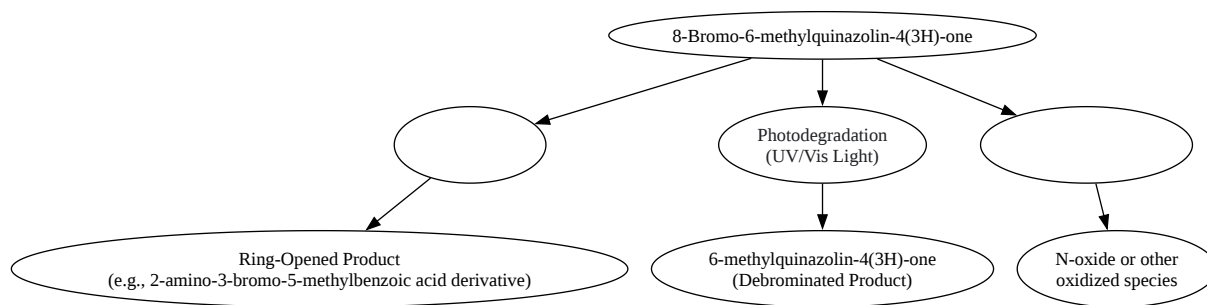 8-Bromo-6-methylquinazolin-4(3H)-one
Photodegradation
(UV/Vis Light)
Ring-Opened Product
(e.g., 2-amino-3-bromo-5-methylbenzoic acid derivative)
6-methylquinazolin-4(3H)-one
(Debrominated Product)
N-oxide or other
oxidized species